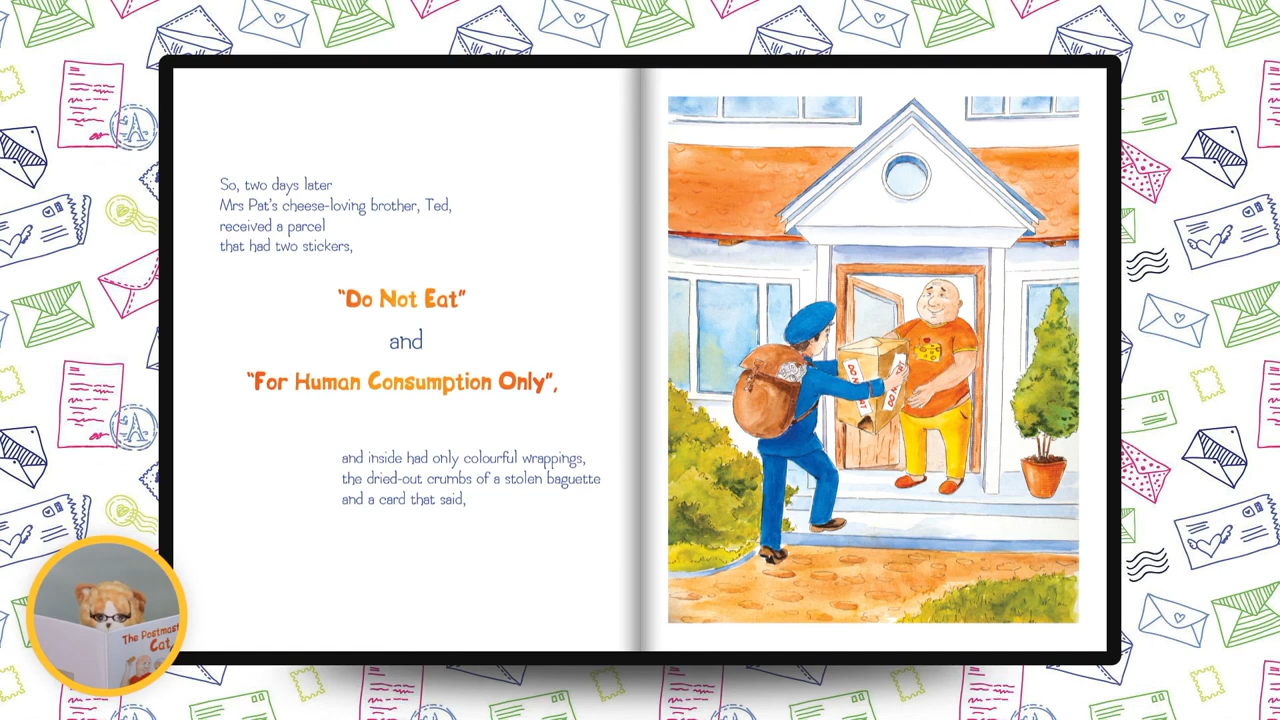 So, two days later
Mrs Pat's cheese-loving brother, Ted,
received a parcel
that had two stickers,
"Do Not Eat"
and
"For Human Consumption Only",
and inside had only colourful wrappings,
the dried-out crumbs of a stolen baguette
and a card that said,
The Postmast
Cat